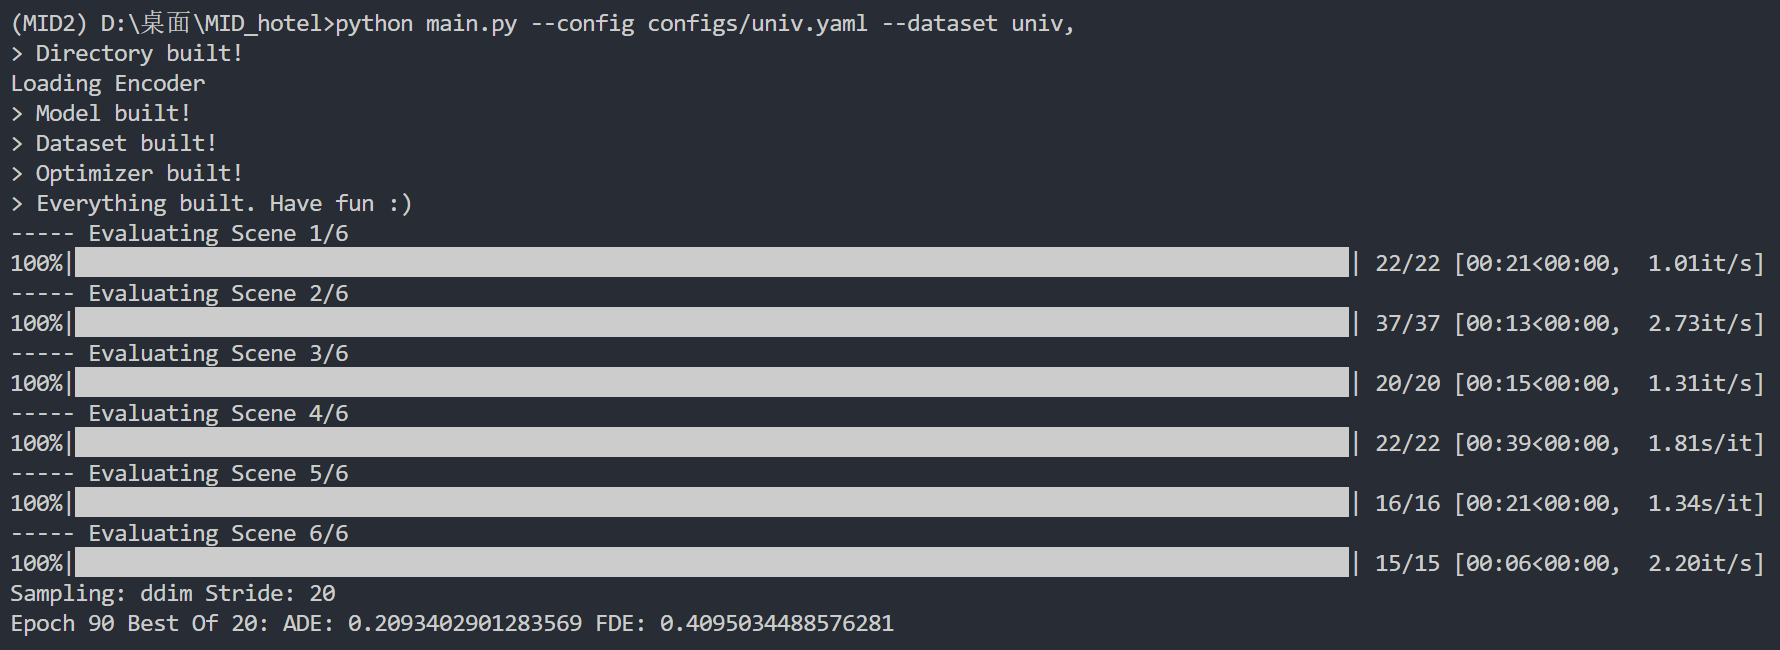 (MID2) D:\桌面\MID_hotel>python main.py --config configs/univ.yaml --dataset univ,
> Directory built!
Loading Encoder
> Model built!
> Dataset built!
> Optimizer built!
> Everything built. Have fun :)
----- Evaluating Scene 1/6
100%|| 22/22 [00:21<00:00,  1.01it/s]
----- Evaluating Scene 2/6
100%|| 37/37 [00:13<00:00,  2.73it/s]
----- Evaluating Scene 3/6
100%|| 20/20 [00:15<00:00,  1.31it/s]
----- Evaluating Scene 4/6
100%|| 22/22 [00:39<00:00,  1.81s/it]
----- Evaluating Scene 5/6
100%|| 16/16 [00:21<00:00,  1.34s/it]
----- Evaluating Scene 6/6
100%|| 15/15 [00:06<00:00,  2.20it/s]
Sampling: ddim Stride: 20
Epoch 90 Best Of 20: ADE: 0.2093402901283569 FDE: 0.4095034488576281